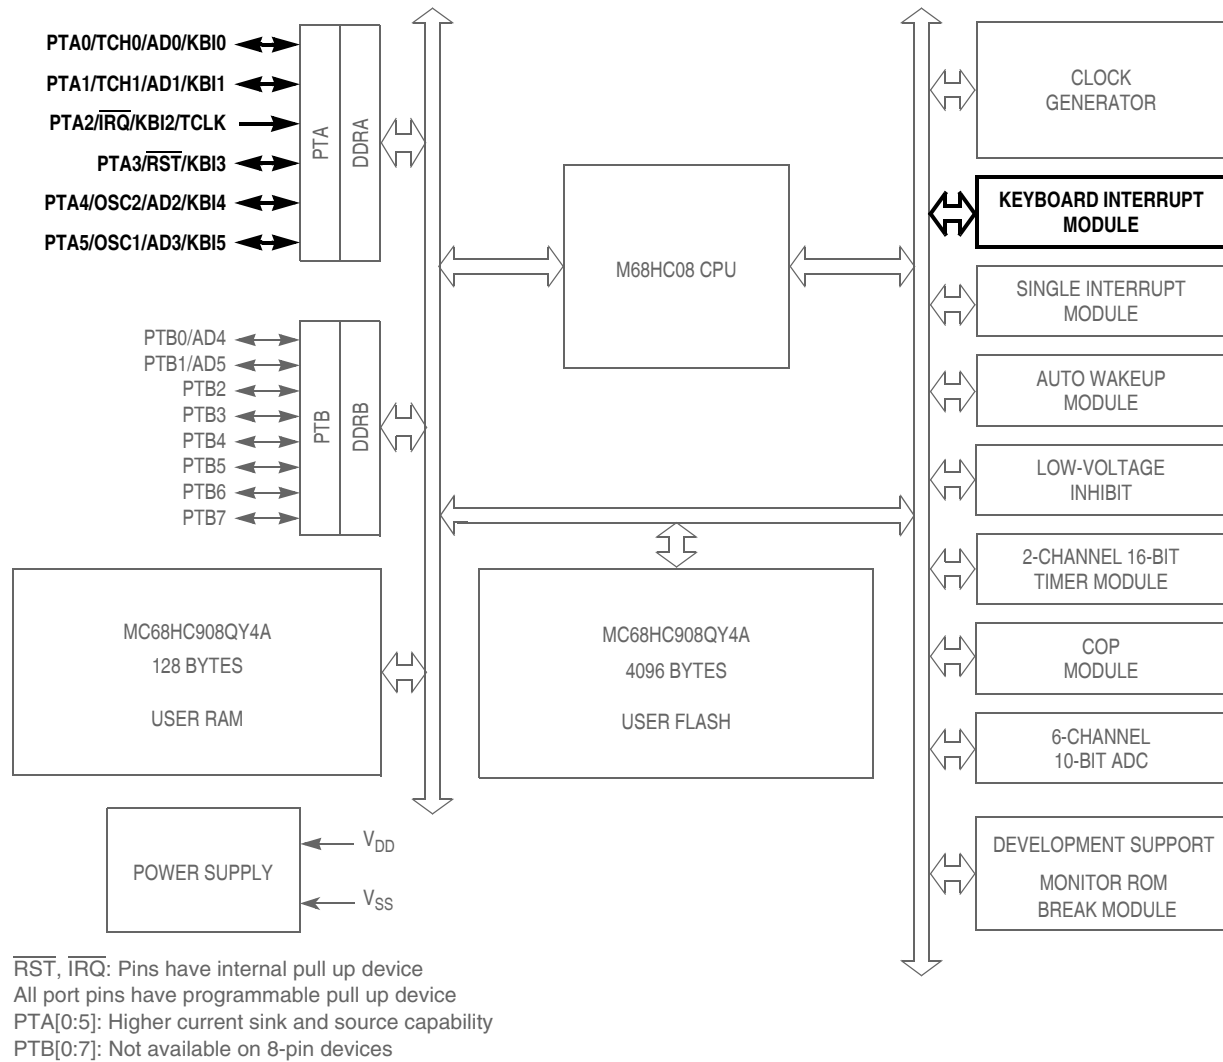 PTA0/TCH0/AD0/KBI0
PTA1/TCH1/AD1/KBI1
PTA2/I̅R̅Q̅/KBI2/TCLK
PTA3/R̅S̅T̅/KBI3
PTA4/OSC2/AD2/KBI4
PTA5/OSC1/AD3/KBI5
PTA
DDRA
PTB0/AD4
PTB1/AD5
PTB2
PTB3
PTB4
PTB5
PTB6
PTB7
PTB
DDRB
M68HC08 CPU
MC68HC908QY4A
128 BYTES
USER RAM
MC68HC908QY4A
4096 BYTES
USER FLASH
POWER SUPPLY
VDD
VSS
CLOCK
GENERATOR
KEYBOARD INTERRUPT
MODULE
SINGLE INTERRUPT
MODULE
AUTO WAKEUP
MODULE
LOW-VOLTAGE
INHIBIT
2-CHANNEL 16-BIT
TIMER MODULE
COP
MODULE
6-CHANNEL
10-BIT ADC
DEVELOPMENT SUPPORT
MONITOR ROM
BREAK MODULE
R̅S̅T̅, I̅R̅Q̅: Pins have internal pull up device
All port pins have programmable pull up device
PTA[0:5]: Higher current sink and source capability
PTB[0:7]: Not available on 8-pin devices